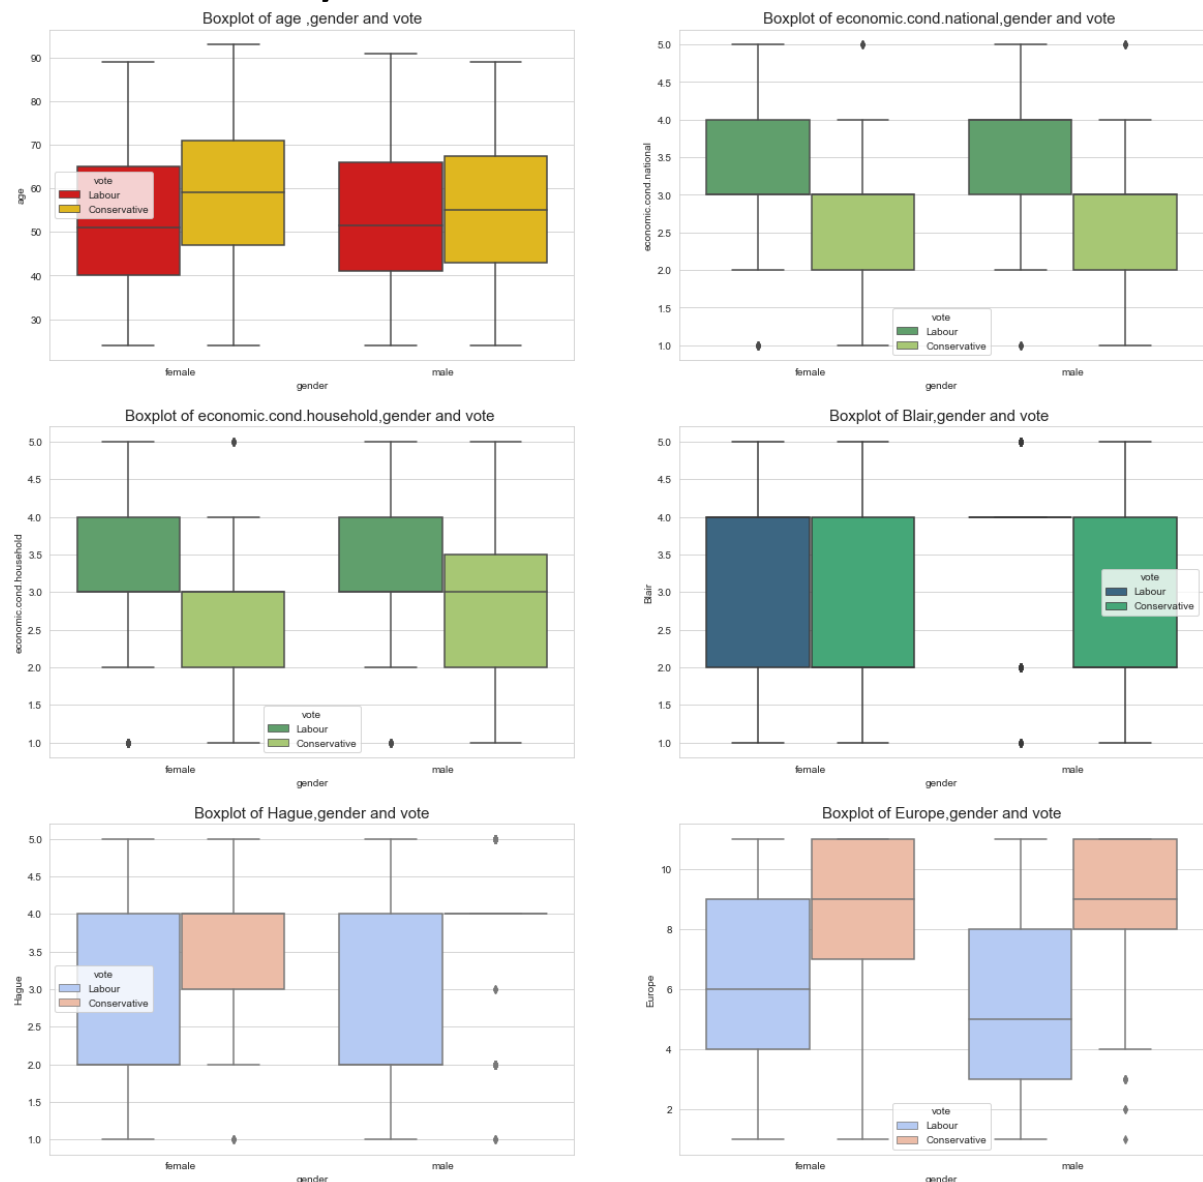 Boxplot of age ,gender and vote
90
80
70
60
50
40
30
age
vote
Labour
Conservative
female
male
gender
Boxplot of economic.cond.national,gender and vote
5.0
4.5
4.0
3.5
3.0
2.5
2.0
1.5
1.0
economic.cond.national
vote
Labour
Conservative
female
male
gender
Boxplot of economic.cond.household,gender and vote
5.0
4.5
4.0
3.5
3.0
2.5
2.0
1.5
1.0
economic.cond.household
vote
Labour
Conservative
female
male
gender
Boxplot of Blair,gender and vote
5.0
4.5
4.0
3.5
3.0
2.5
2.0
1.5
1.0
Blair
vote
Labour
Conservative
female
male
gender
Boxplot of Hague,gender and vote
5.0
4.5
4.0
3.5
3.0
2.5
2.0
1.5
1.0
Hague
vote
Labour
Conservative
female
male
gender
Boxplot of Europe,gender and vote
10
8
6
4
2
Europe
vote
Labour
Conservative
female
male
gender